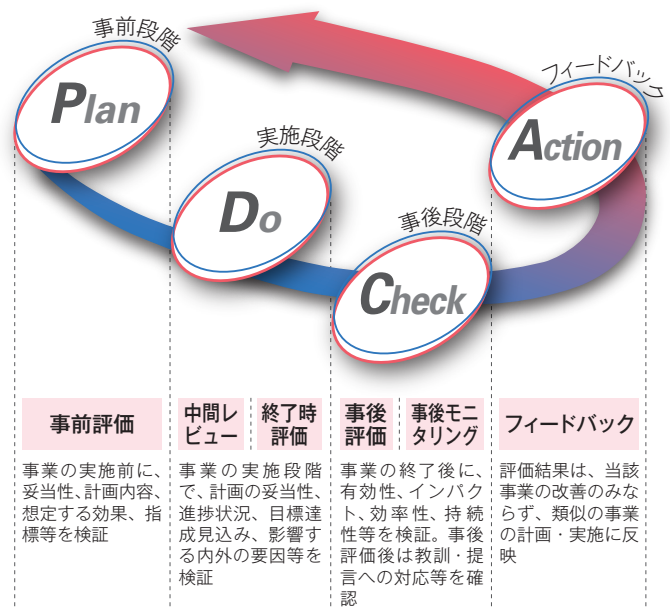 事前段階
Plan
実施段階
Do
事後段階
Check
フィードバック
Action
事前評価
事業の実施前に、
妥当性、計画内容、
想定する効果、指
標等を検証
中間レ
ビュー
終了時
評価
事業の実施段階
で、計画の妥当性、
進捗状況、目標達
成見込み、影響す
る内外の要因等を
検証
事後
評価
事後モニ
タリング
事業の終了後に、
有効性、インパク
ト、効率性、持続
性等を検証。事後
評価後は教訓・提
言への対応等を確
認
フィードバック
評価結果は、当該
事業の改善のみな
らず、類似の事業
の計画・実施に反
映